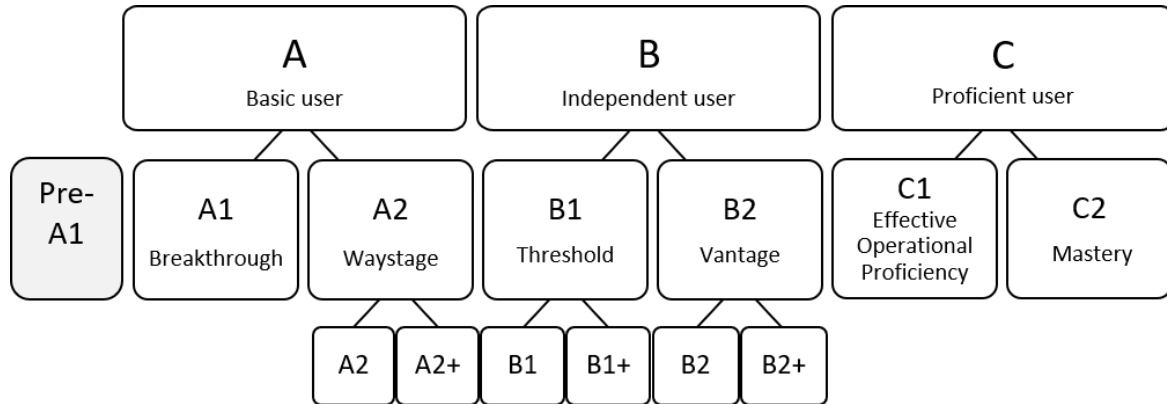 A
Basic user
B
Independent user
C
Proficient user
Pre-
A1
A1
Breakthrough
A2
Waystage
B1
Threshold
B2
Vantage
C1
Effective
Operational
Proficiency
C2
Mastery
A2
A2+
B1
B1+
B2
B2+